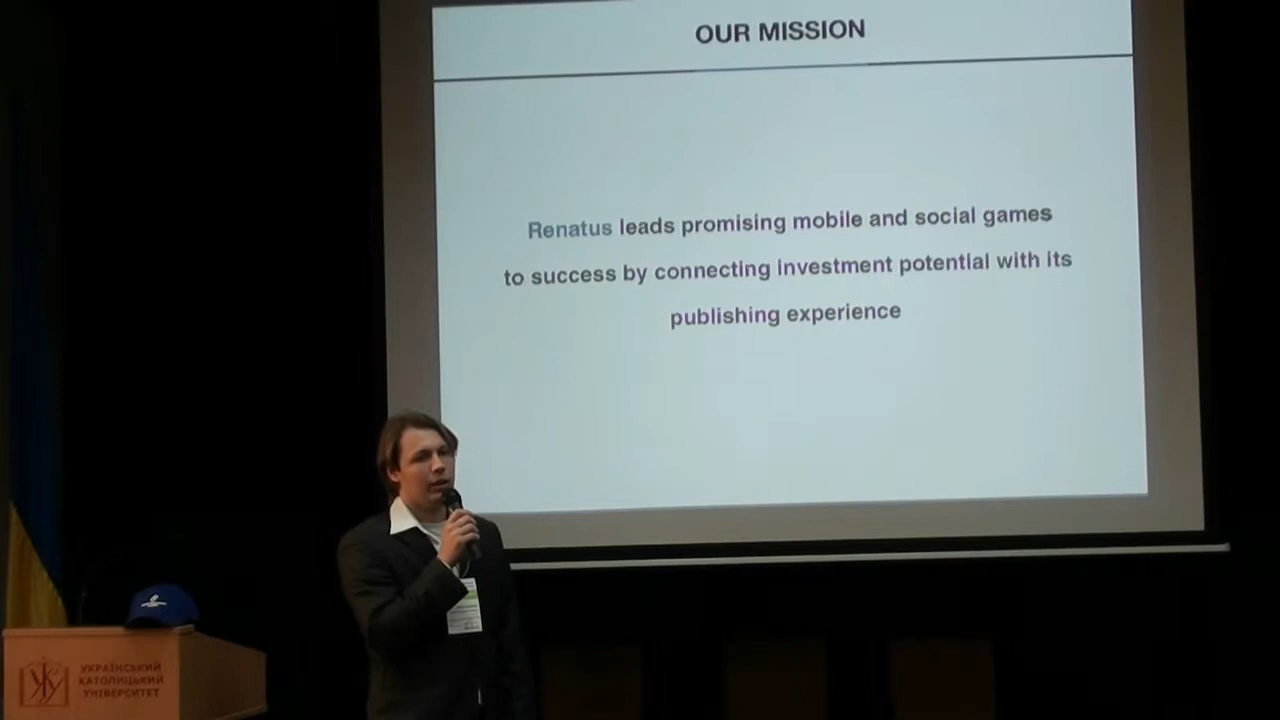 OUR MISSION
Renatus leads promising mobile and social games
to success by connecting investment potential with its
publishing experience
УКРАЇНСЬКИЙ
КАТОЛИЦЬКИЙ
УНІВЕРСИТЕТ